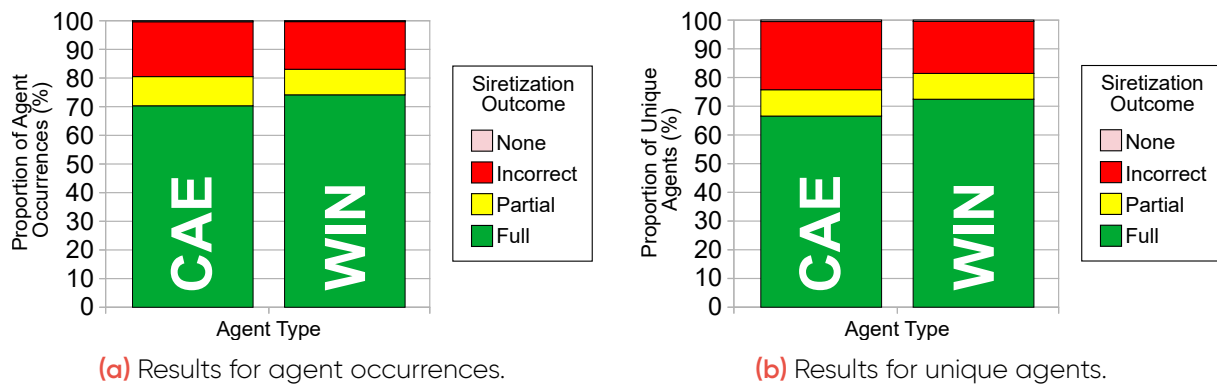 100
90
80
70
60
50
40
30
20
10
0
Proportion of Agent
Occurrences (%)
CAE
WIN
Agent Type
Siretization
Outcome
None
Incorrect
Partial
Full
(a) Results for agent occurrences.
100
90
80
70
60
50
40
30
20
10
0
Proportion of Unique
Agents (%)
CAE
WIN
Agent Type
Siretization
Outcome
None
Incorrect
Partial
Full
(b) Results for unique agents.